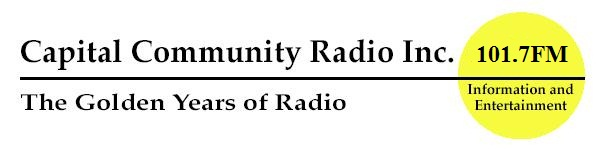 Capital Community Radio Inc.
101.7FM
The Golden Years of Radio
Information and
Entertainment